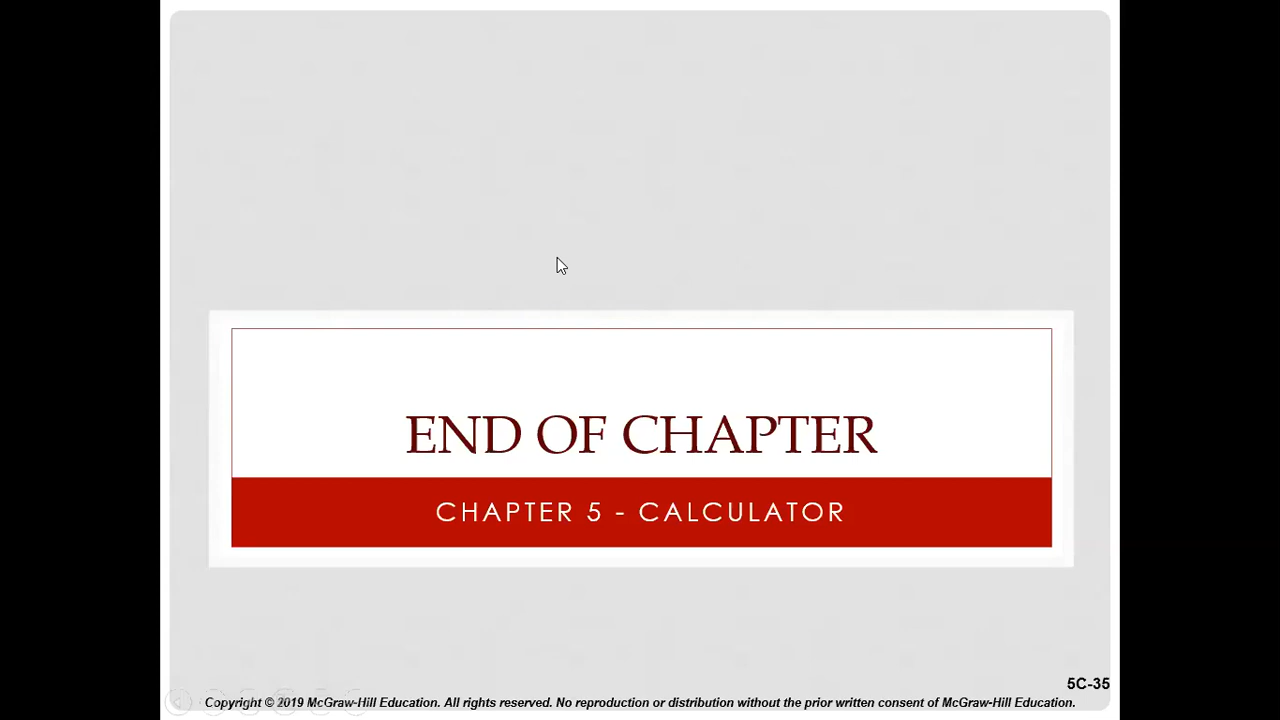 END OF CHAPTER
CHAPTER 5 - CALCULATOR
5C-35
Copyright © 2019 McGraw-Hill Education. All rights reserved. No reproduction or distribution without the prior written consent of McGraw-Hill Education.